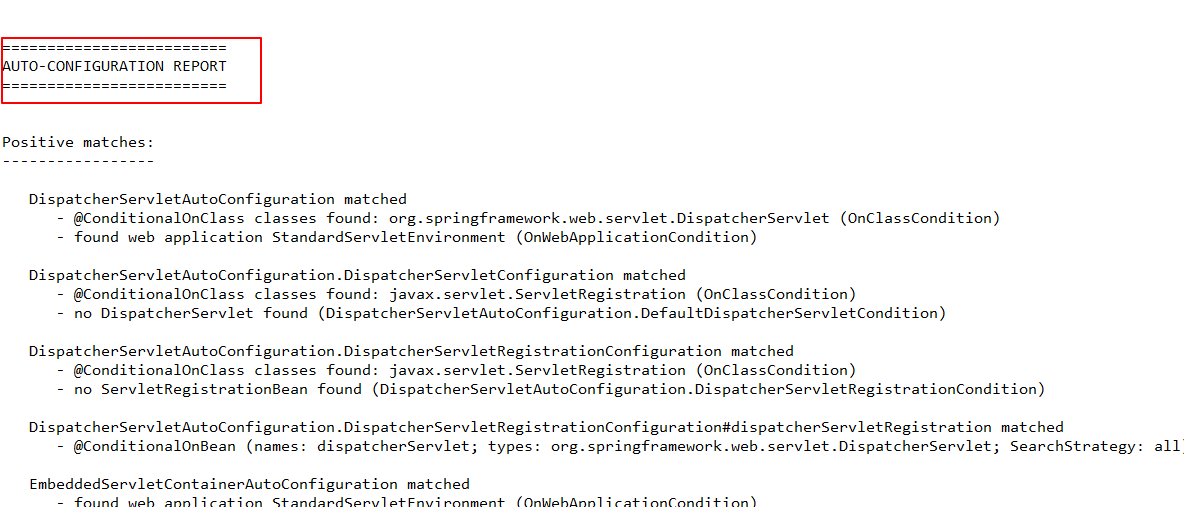 =========================
AUTO-CONFIGURATION REPORT
=========================
Positive matches:
-----------------
DispatcherServletAutoConfiguration matched
- @ConditionalOnClass classes found: org.springframework.web.servlet.DispatcherServlet (OnClassCondition)
- found web application StandardServletEnvironment (OnWebApplicationCondition)
DispatcherServletAutoConfiguration.DispatcherServletConfiguration matched
- @ConditionalOnClass classes found: javax.servlet.ServletRegistration (OnClassCondition)
- no DispatcherServlet found (DispatcherServletAutoConfiguration.DefaultDispatcherServletCondition)
DispatcherServletAutoConfiguration.DispatcherServletRegistrationConfiguration matched
- @ConditionalOnClass classes found: javax.servlet.ServletRegistration (OnClassCondition)
- no ServletRegistrationBean found (DispatcherServletAutoConfiguration.DispatcherServletRegistrationCondition)
DispatcherServletAutoConfiguration.DispatcherServletRegistrationConfiguration#dispatcherServletRegistration matched
- @ConditionalOnBean (names: dispatcherServlet; types: org.springframework.web.servlet.DispatcherServlet; SearchStrategy: all)
EmbeddedServletContainerAutoConfiguration matched
- found web application StandardServletEnvironment (OnWebApplicationCondition)